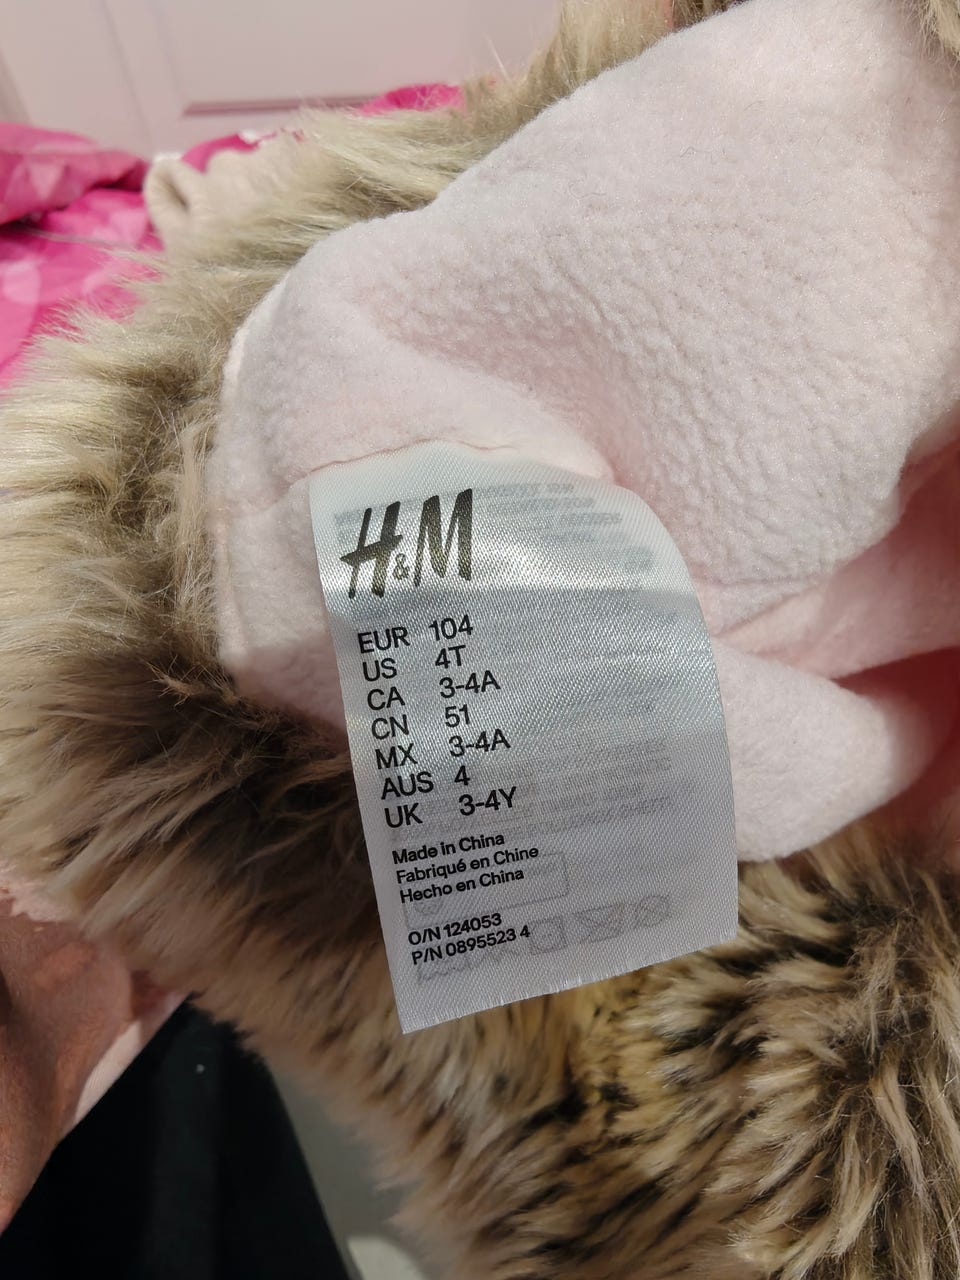 H&M
EUR 104
US 4T
CA 3-4A
CN 51
MX 3-4A
AUS 4
UK 3-4Y
Made in China
Fabriqué en Chine
Hecho en China
O/N 124053
P/N 0895523 4